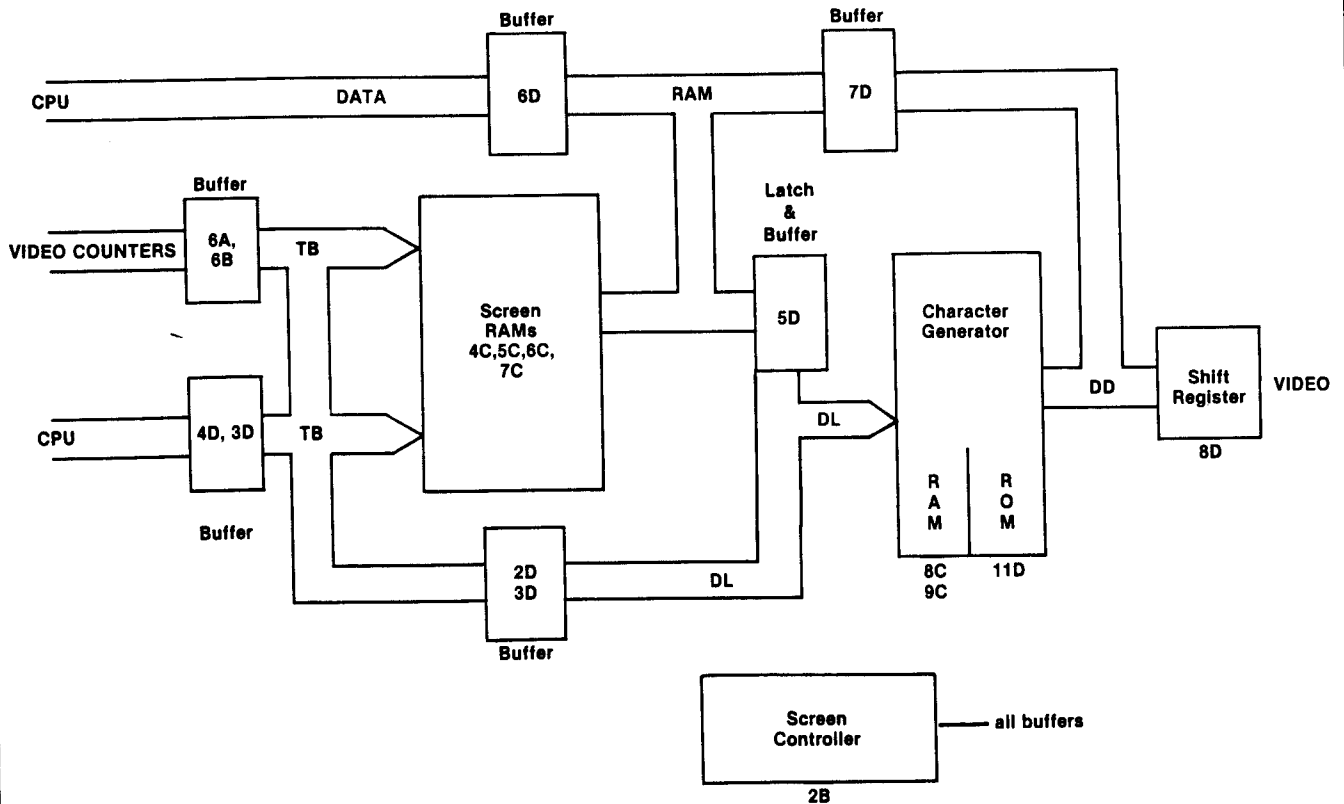 Buffer
Buffer
CPU
DATA
6D
RAM
7D
Buffer
Latch
&
Buffer
VIDEO COUNTERS
6A,
6B
TB
Screen
RAMs
4C,5C,6C,
7C
5D
Character
Generator
CPU
4D, 3D
TB
Buffer
DL
DD
Shift
Register
8D
VIDEO
R
A
M
R
O
M
8C
9C
11D
2D
3D
DL
Buffer
Screen
Controller
all buffers
2B